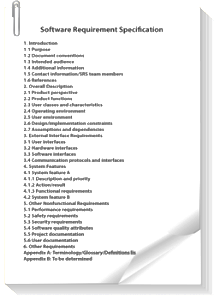 Software Requirement Specification
1. Introduction
1.1 Purpose
1.2 Document conventions
1.3 Intended audience
1.4 Additional information
1.5 Contact information/SRS team members
1.6 References
2. Overall Description
2.1 Product perspective
2.2 Product functions
2.3 User classes and characteristics
2.4 Operating environment
2.5 User environment
2.6 Design/implementation constraints
2.7 Assumptions and dependencies
3. External Interface Requirements
3.1 User interfaces
3.2 Hardware interfaces
3.3 Software interfaces
3.4 Communication protocols and interfaces
4. System Features
4.1 System feature A
4.1.1 Description and priority
4.1.2 Action/result
4.1.3 Functional requirements
4.2 System feature B
5. Other Nonfunctional Requirements
5.1 Performance requirements
5.2 Safety requirements
5.3 Security requirements
5.4 Software quality attributes
5.5 Project documentation
5.6 User documentation
6. Other Requirements
Appendix A: Terminology/Glossary/Definitions list
Appendix B: To be determined